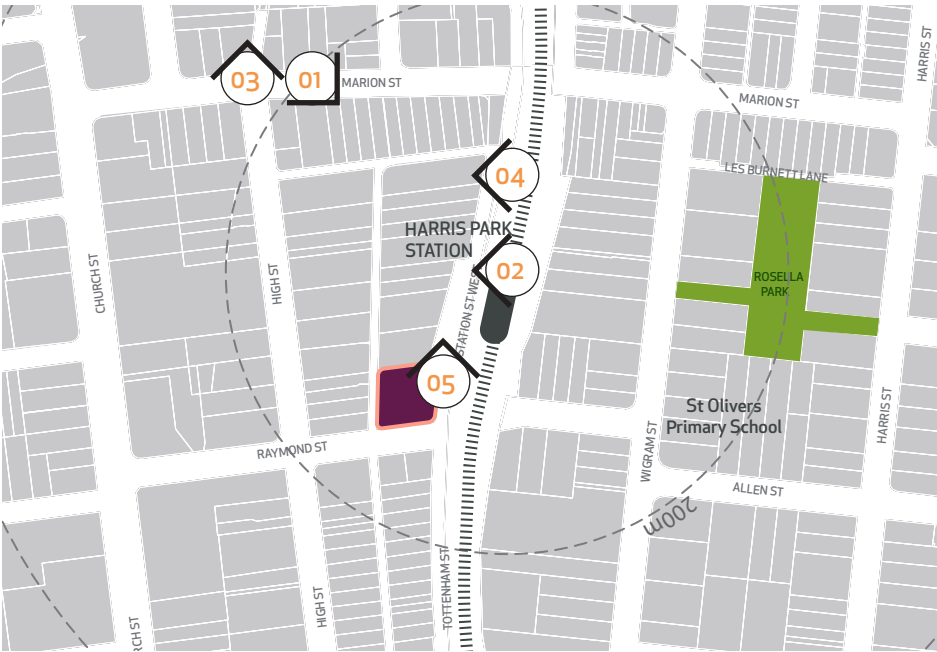 HARRIS ST
03
01
MARION ST
MARION ST
04
LES BURNETT LANE
HARRIS PARK
STATION
02
CHURCH ST
HIGH ST
STATION ST WEST
ROSELLA
PARK
05
St Olivers
Primary School
HARRIS ST
RAYMOND ST
WIGRAM ST
ALLEN ST
200m
HIGH ST
TOTTENHAM ST
RCH ST